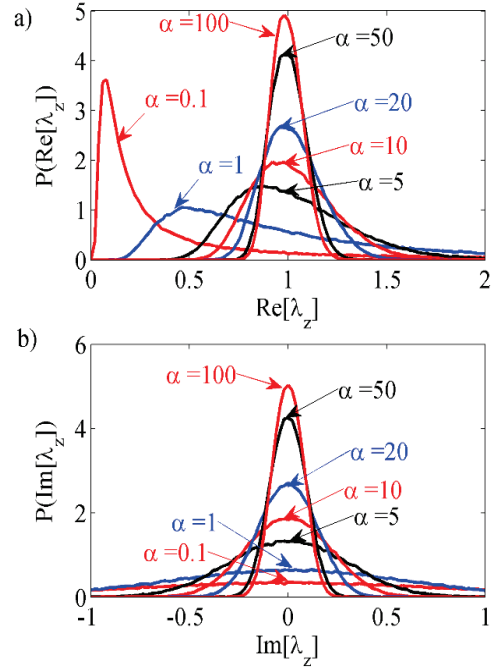 a)
5
4
3
2
1
0
P(Re[λz])
α =100
α =50
α =0.1
α =20
α =10
α =1
α =5
0 0.5 1 1.5 2
Re[λz]
b)
6
4
2
0
P(Im[λz])
α =100
α =50
α =20
α =10
α =1
α =5
α =0.1
-1 -0.5 0 0.5 1
Im[λz]